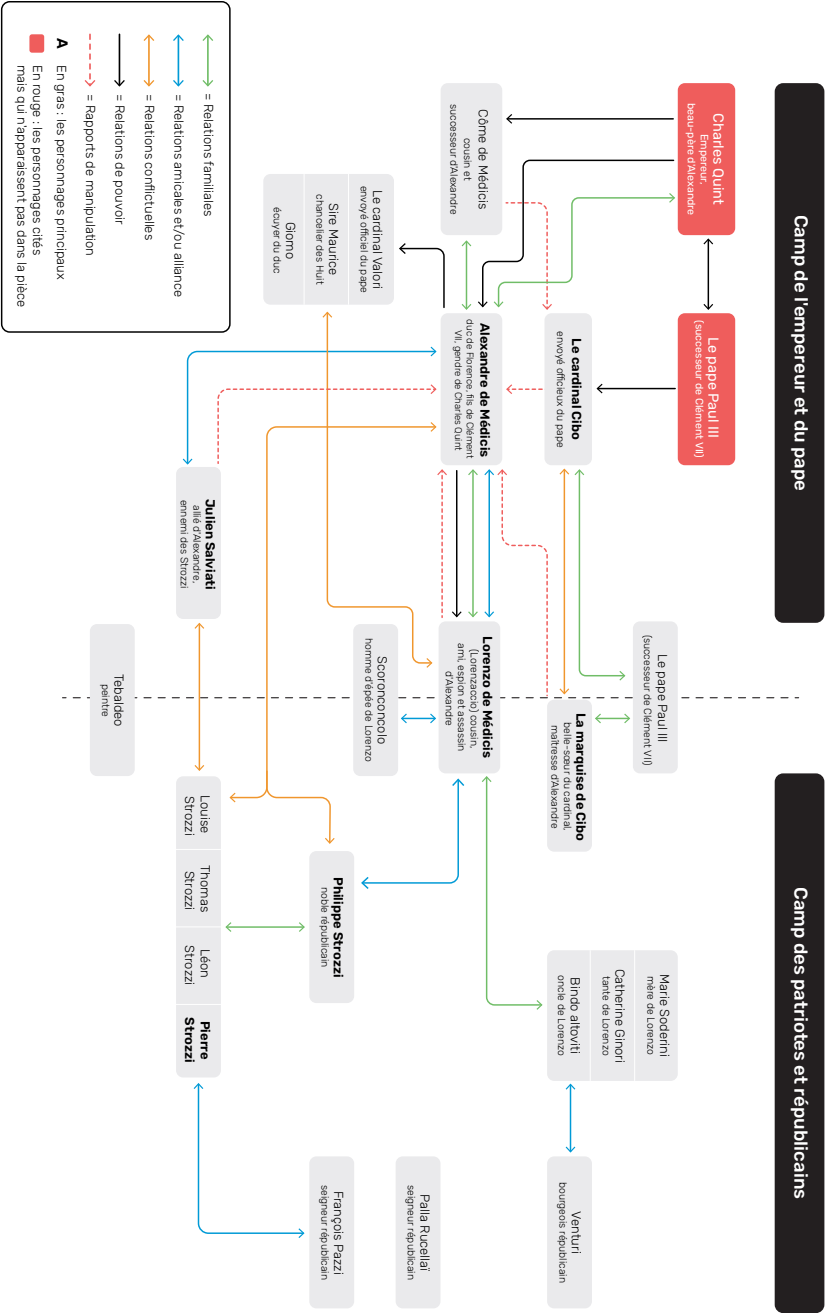 Camp de l'empereur et du pape
Camp des patriotes et républicains
Charles Quint
Empereur,
beau-père d'Alexandre
Le pape Paul III
(successeur de Clément VII)
Le pape Paul III
(successeur de Clément VII)
Marie Soderini
mère de Lorenzo
Catherine Ginori
tante de Lorenzo
Bindo altoviti
oncle de Lorenzo
Le cardinal Cibo
envoyé officieux du pape
La marquise de Cibo
belle-sœur du cardinal,
maîtresse d'Alexandre
Venturi
bourgeois républicain
Côme de Médicis
cousin et
successeur d'Alexandre
Alexandre de Médicis
duc de Florence, fils de Clément
VII, gendre de Charles Quint
Lorenzo de Médicis
(Lorenzaccio) cousin,
ami, espion et assassin
d'Alexandre
Palla Rucellaï
seigneur républicain
Le cardinal Valori
envoyé officiel du pape
Sire Maurice
chancelier des Huit
Giomo
écuyer du duc
Scoronconcolo
homme d'épée de Lorenzo
Philippe Strozzi
noble républicain
François Pazzi
seigneur républicain
Julien Salviati
allié d'Alexandre,
ennemi des Strozzi
Louise
Strozzi
Thomas
Strozzi
Léon
Strozzi
Pierre
Strozzi
Tebaldeo
peintre
= Relations familiales
= Relations amicales et/ou alliance
= Relations conflictuelles
= Relations de pouvoir
= Rapports de manipulation
A En gras : les personnages principaux
En rouge : les personnages cités
mais qui n'apparaissent pas dans la pièce